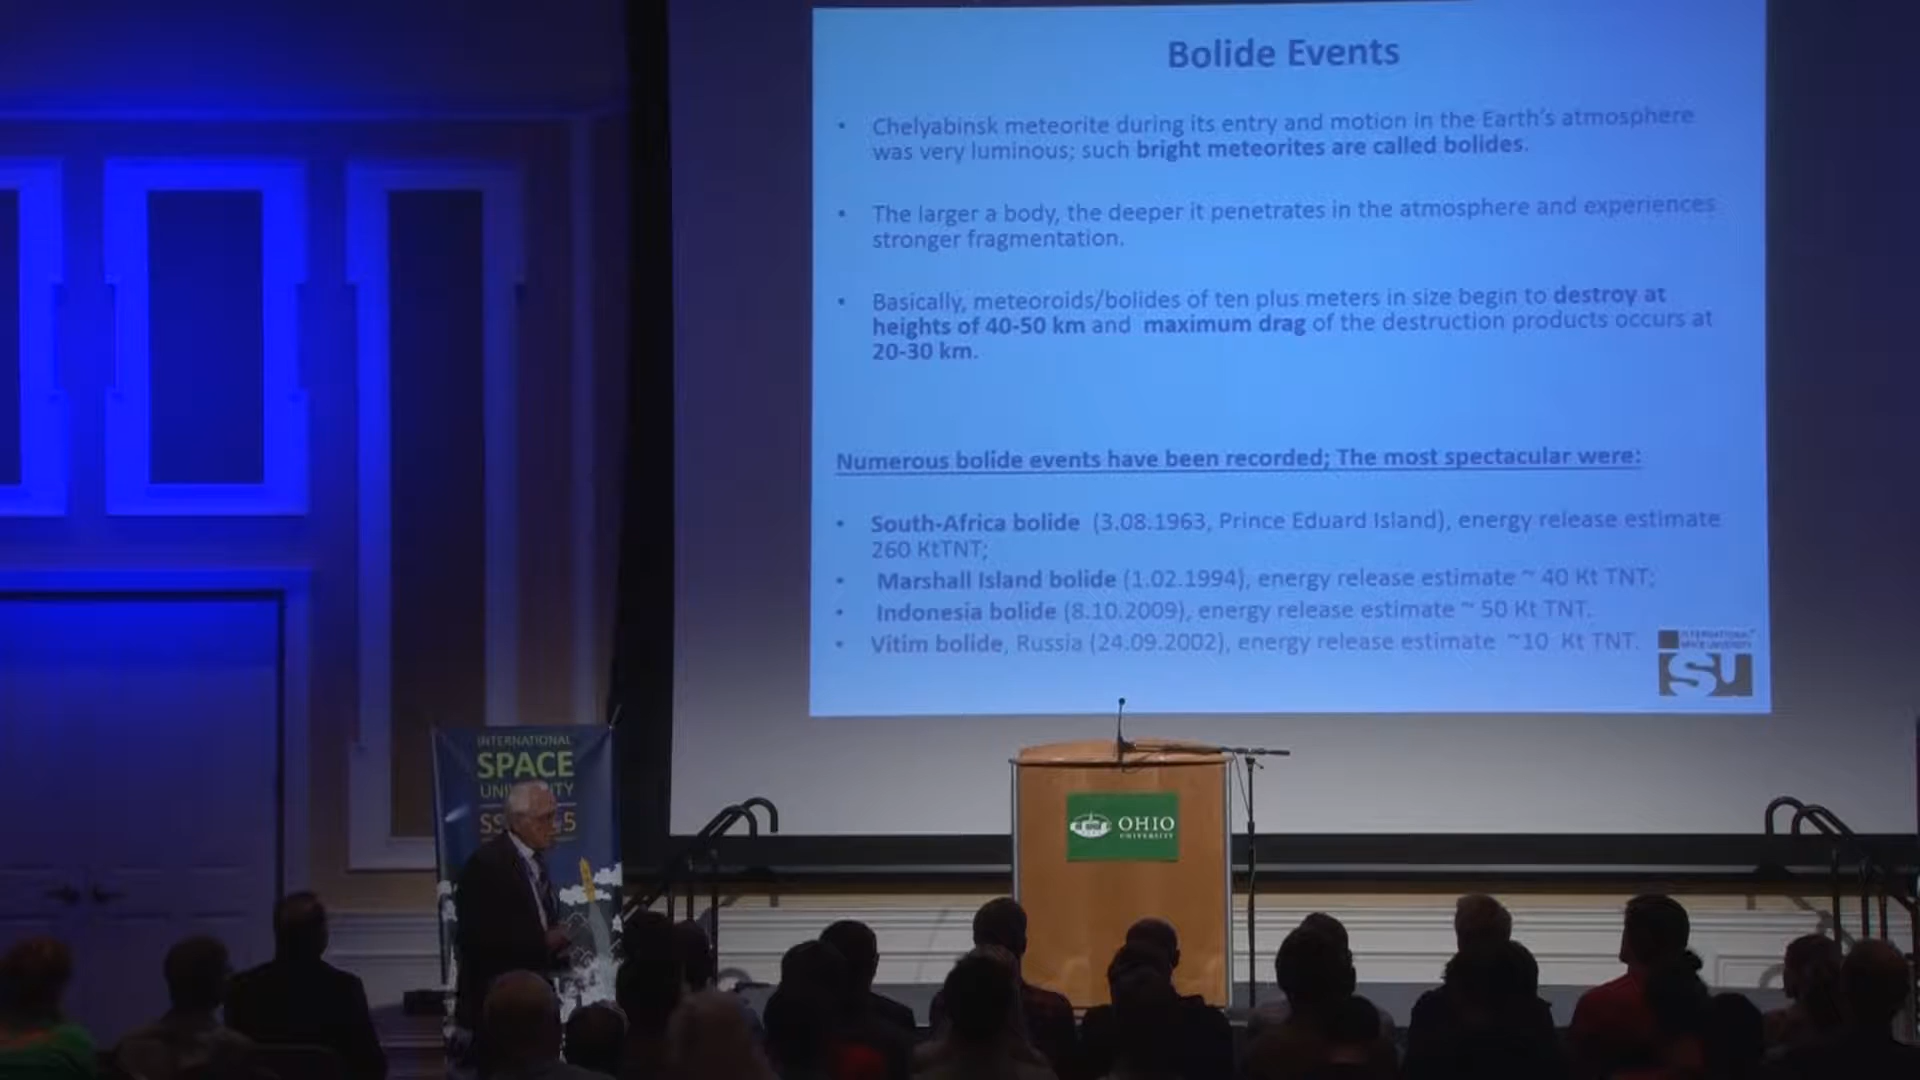 Bolide Events
• Chelyabinsk meteorite during its entry and motion in the Earth's atmosphere
was very luminous; such bright meteorites are called bolides.
• The larger a body, the deeper it penetrates in the atmosphere and experiences
stronger fragmentation.
• Basically, meteoroids/bolides of ten plus meters in size begin to destroy at
heights of 40-50 km and maximum drag of the destruction products occurs at
20-30 km.
Numerous bolide events have been recorded; The most spectacular were:
• South-Africa bolide (3.08.1963, Prince Eduard Island), energy release estimate
260 KtTNT;
• Marshall Island bolide (1.02.1994), energy release estimate ~ 40 Kt TNT;
• Indonesia bolide (8.10.2009), energy release estimate ~ 50 Kt TNT.
• Vitim bolide, Russia (24.09.2002), energy release estimate ~10 Kt TNT.
INTERNATIONAL
SPACE UNIVERSITY
iSU
INTERNATIONAL
SPACE
OHIO
UNIVERSITY